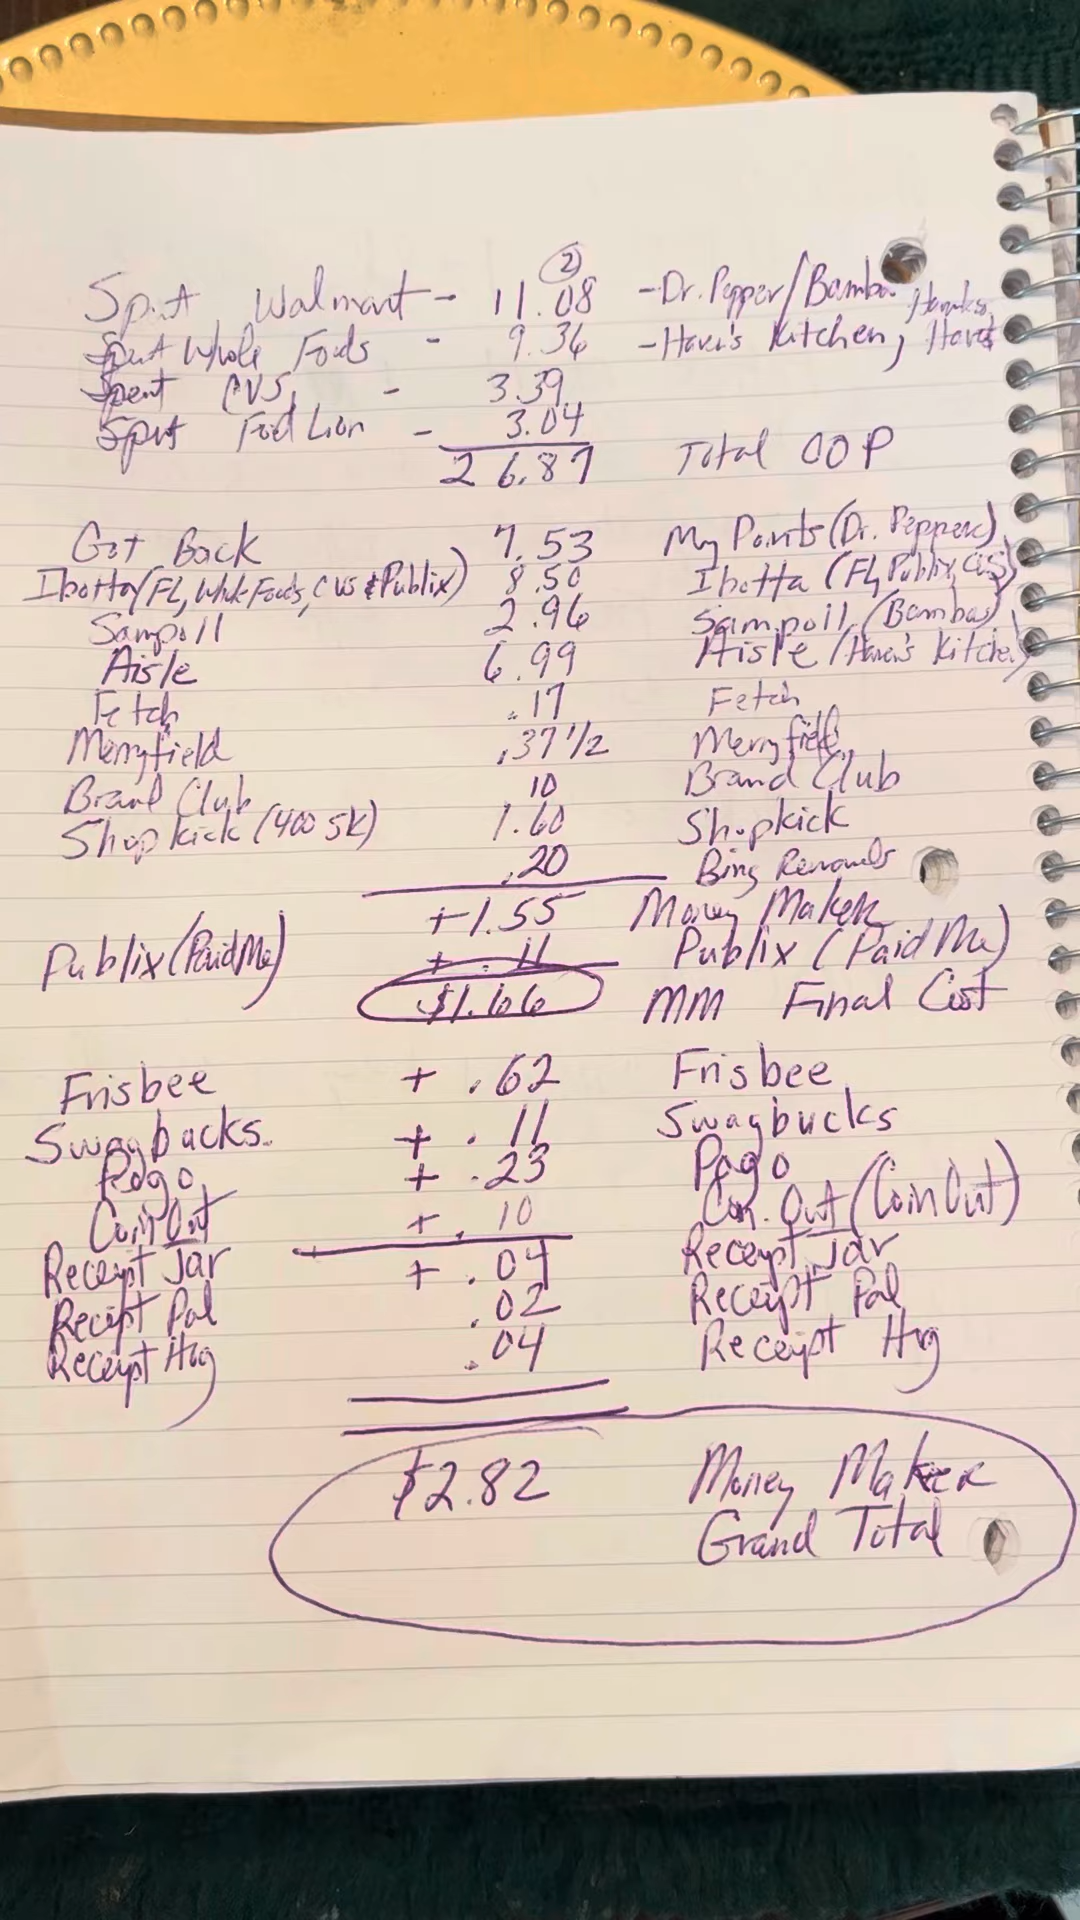 ②
Spent Walmart - 11.08 - Dr. Pepper/Bamba
Spent Whole Foods - 9.36 - Haven's Kitchen,
Spent CVS - 3.39
Spent Food Lion - 3.04
26.87 Total OOP
Got Back 7.53 My Points (Dr. Pepper)
Ibotta (FL, Whole Foods, CVS & Publix) 8.50 Ibotta (FL, Publix, CVS)
Sampoll 2.96 Sampoll (Bambas)
Aisle 6.99 Aisle (Haven's Kitchen)
Fetch .17 Fetch
Merryfield .37 1/2 Merryfield
Brand Club 10 Brand Club
Shopkick (400 SK) 1.60 Shopkick
.20 Bing Rewards
+1.55 Money Maker
Publix (Paid Me) + .11 Publix (Paid Me)
$1.66 MM Final Cost
Frisbee + .62 Frisbee
Swagbucks + .11 Swagbucks
Pogo + .23 Pogo
Coin Out + .10 Coin Out (Coin Out)
Receipt Jar + .04 Receipt Jar
Receipt Pal .02 Receipt Pal
Receipt Hog .04 Receipt Hog
$2.82 Money Maker
Grand Total